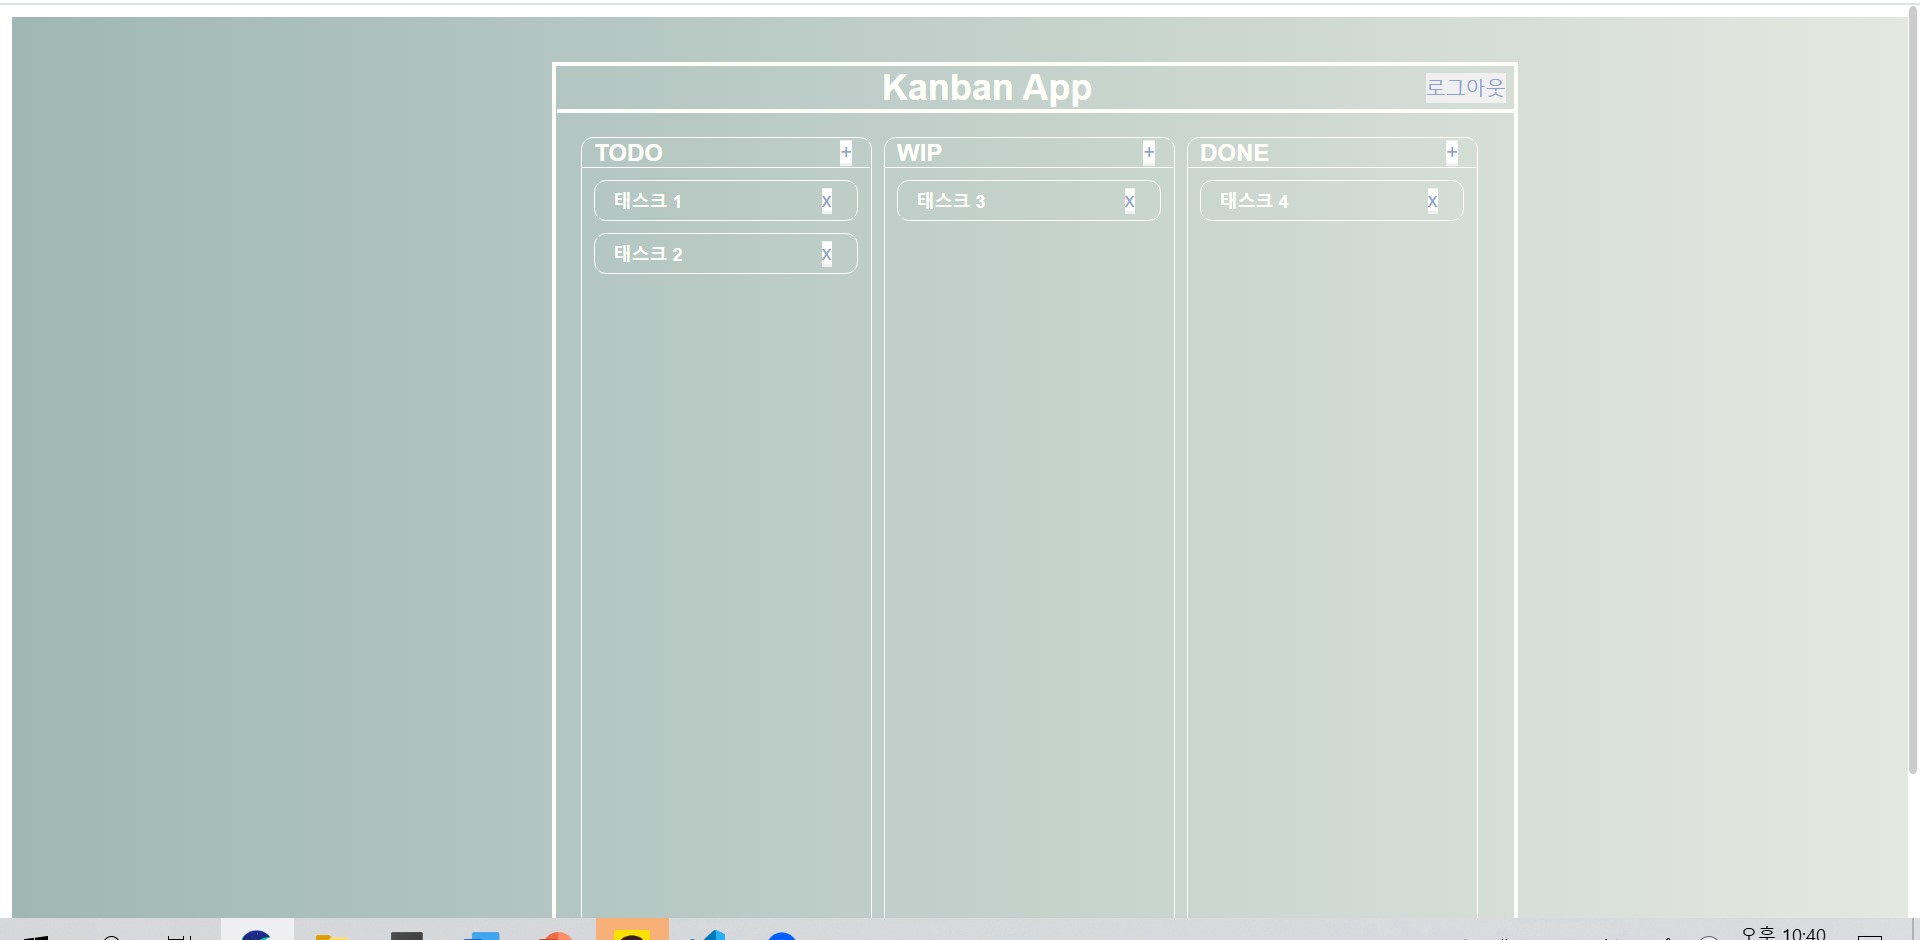 Kanban App 로그아웃
TODO + WIP + DONE +
태스크 1 x 태스크 3 x 태스크 4 x
태스크 2 x
오후 10:40